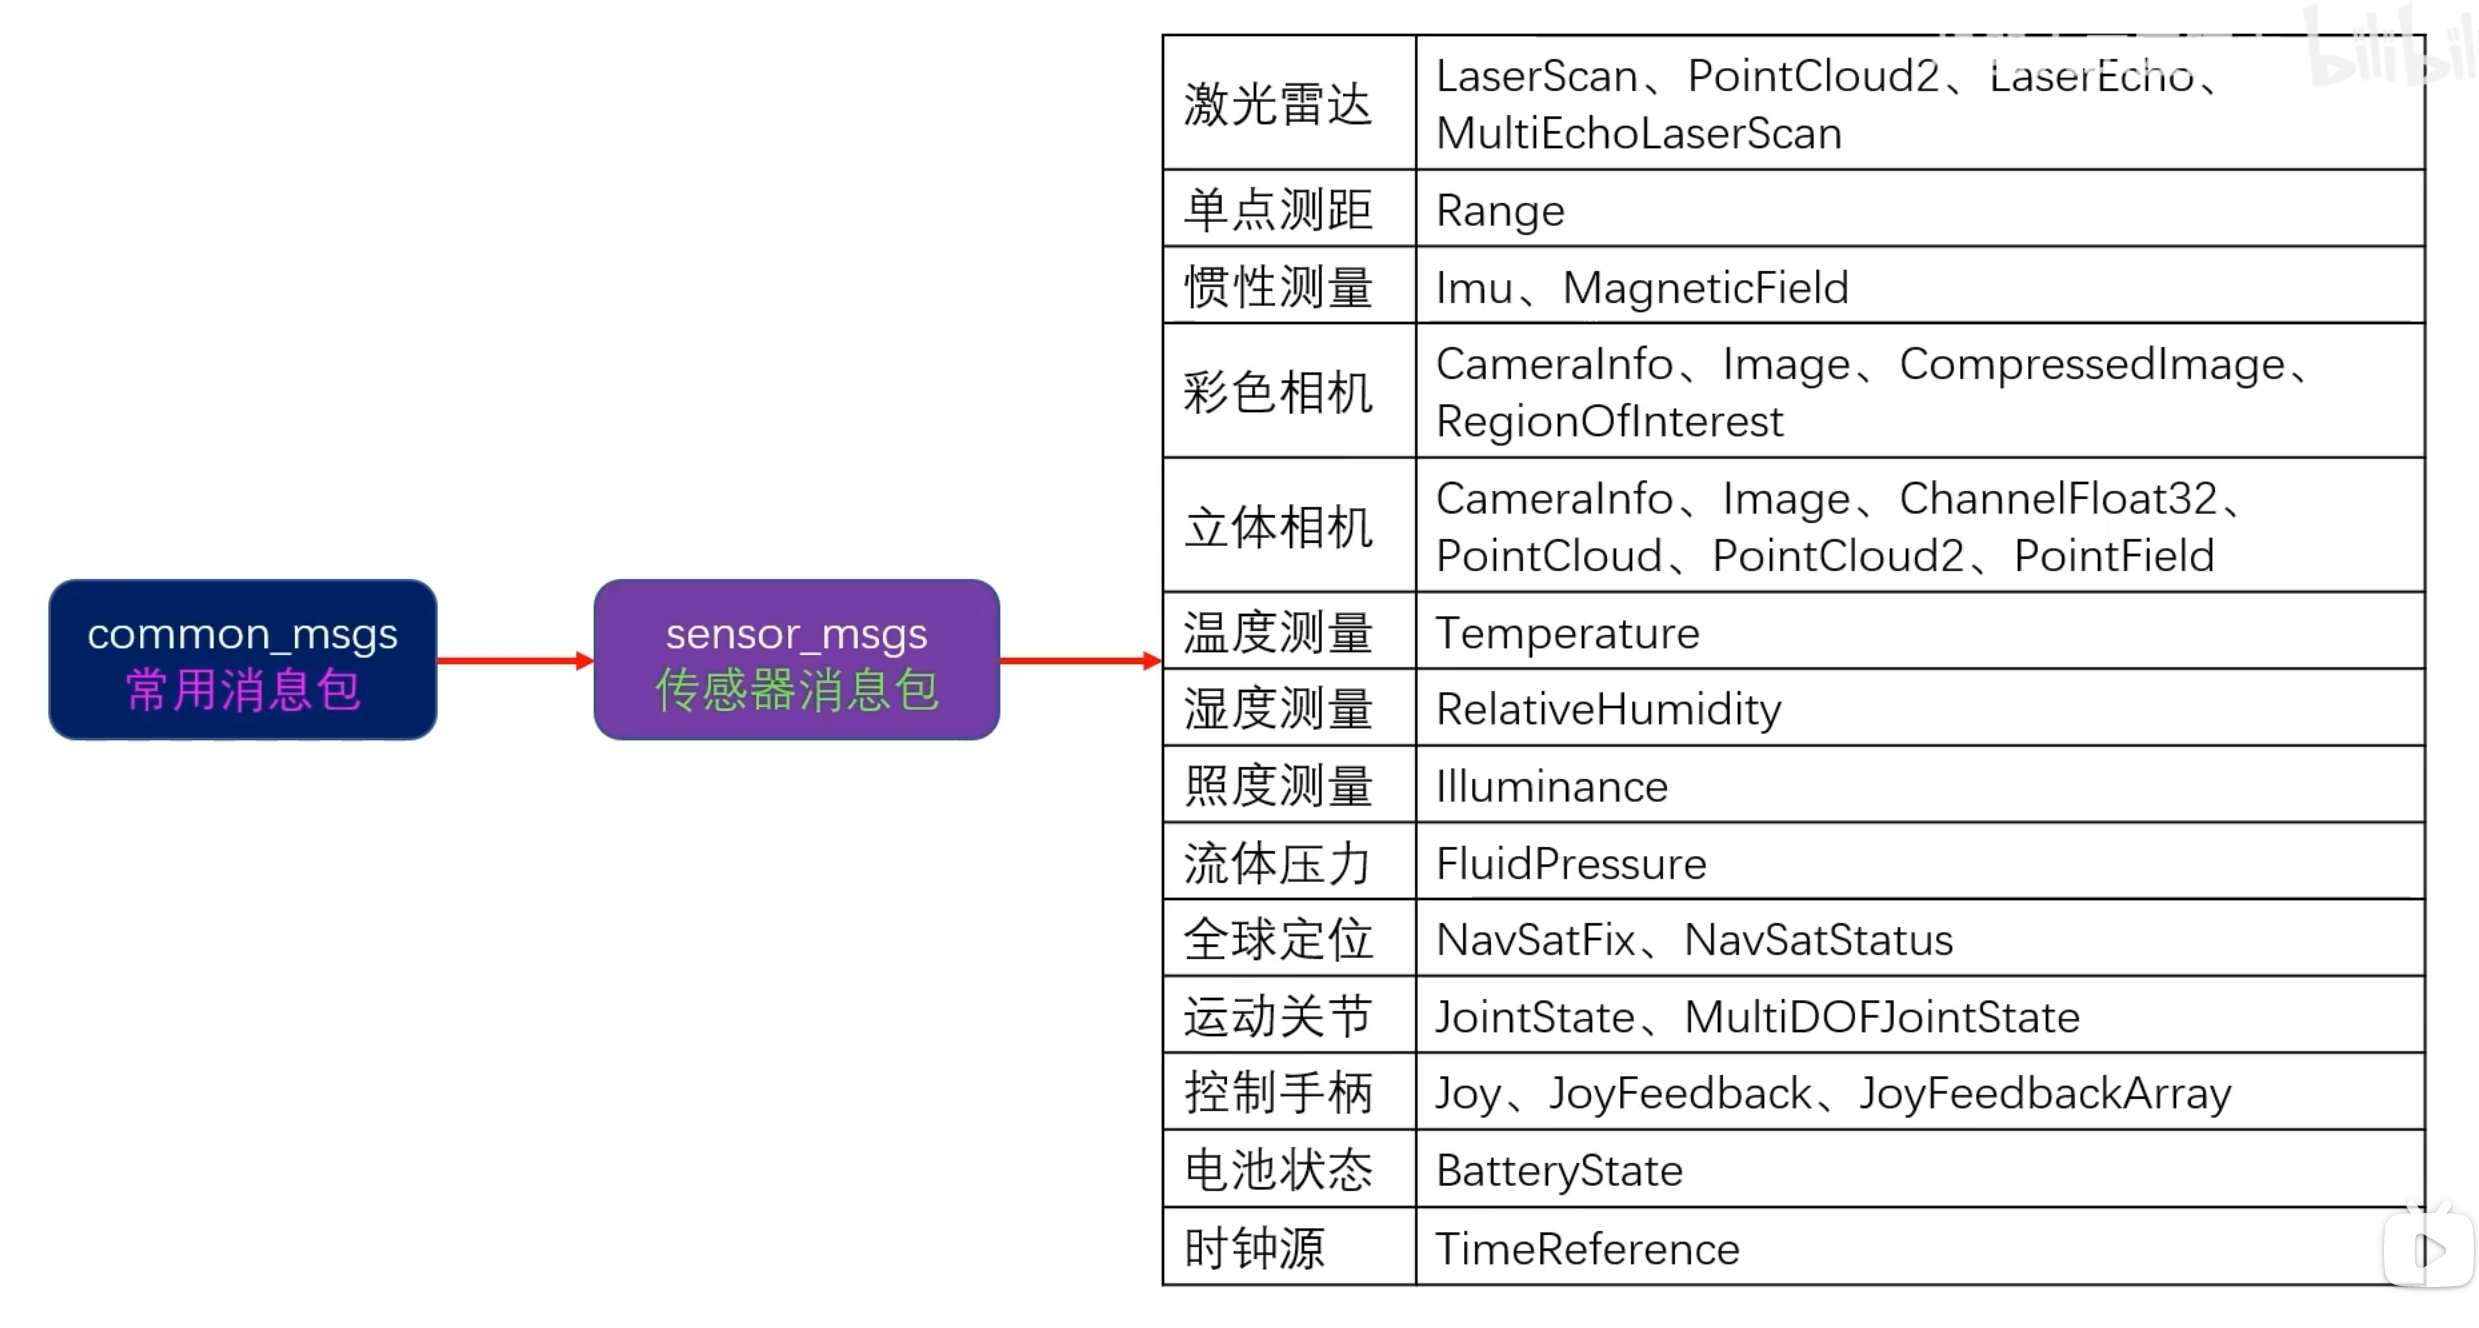 common_msgs
常用消息包
sensor_msgs
传感器消息包
激光雷达
LaserScan、PointCloud2、LaserEcho、
MultiEchoLaserScan
单点测距
Range
惯性测量
Imu、MagneticField
彩色相机
CameraInfo、Image、CompressedImage、
RegionOfInterest
立体相机
CameraInfo、Image、ChannelFloat32、
PointCloud、PointCloud2、PointField
温度测量
Temperature
湿度测量
RelativeHumidity
照度测量
Illuminance
流体压力
FluidPressure
全球定位
NavSatFix、NavSatStatus
运动关节
JointState、MultiDOFJointState
控制手柄
Joy、JoyFeedback、JoyFeedbackArray
电池状态
BatteryState
时钟源
TimeReference